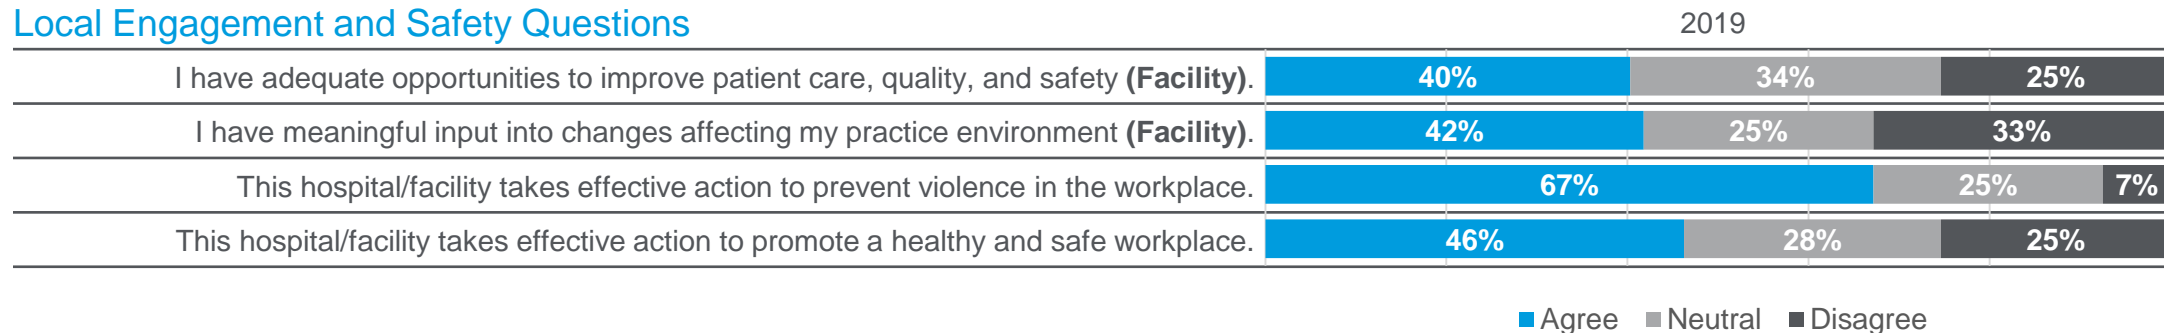 Local Engagement and Safety Questions 2019
I have adequate opportunities to improve patient care, quality, and safety (Facility). 40% 34% 25%
I have meaningful input into changes affecting my practice environment (Facility). 42% 25% 33%
This hospital/facility takes effective action to prevent violence in the workplace. 67% 25% 7%
This hospital/facility takes effective action to promote a healthy and safe workplace. 46% 28% 25%
Agree Neutral Disagree